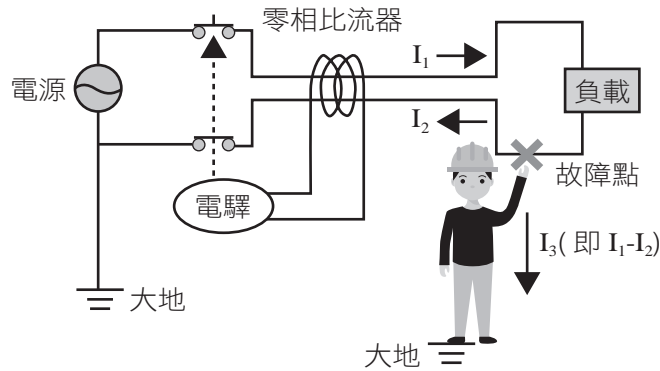 零相比流器
I₁
電源
負載
I₂
故障點
電驛
I₃( 即 I₁-I₂)
大地
大地